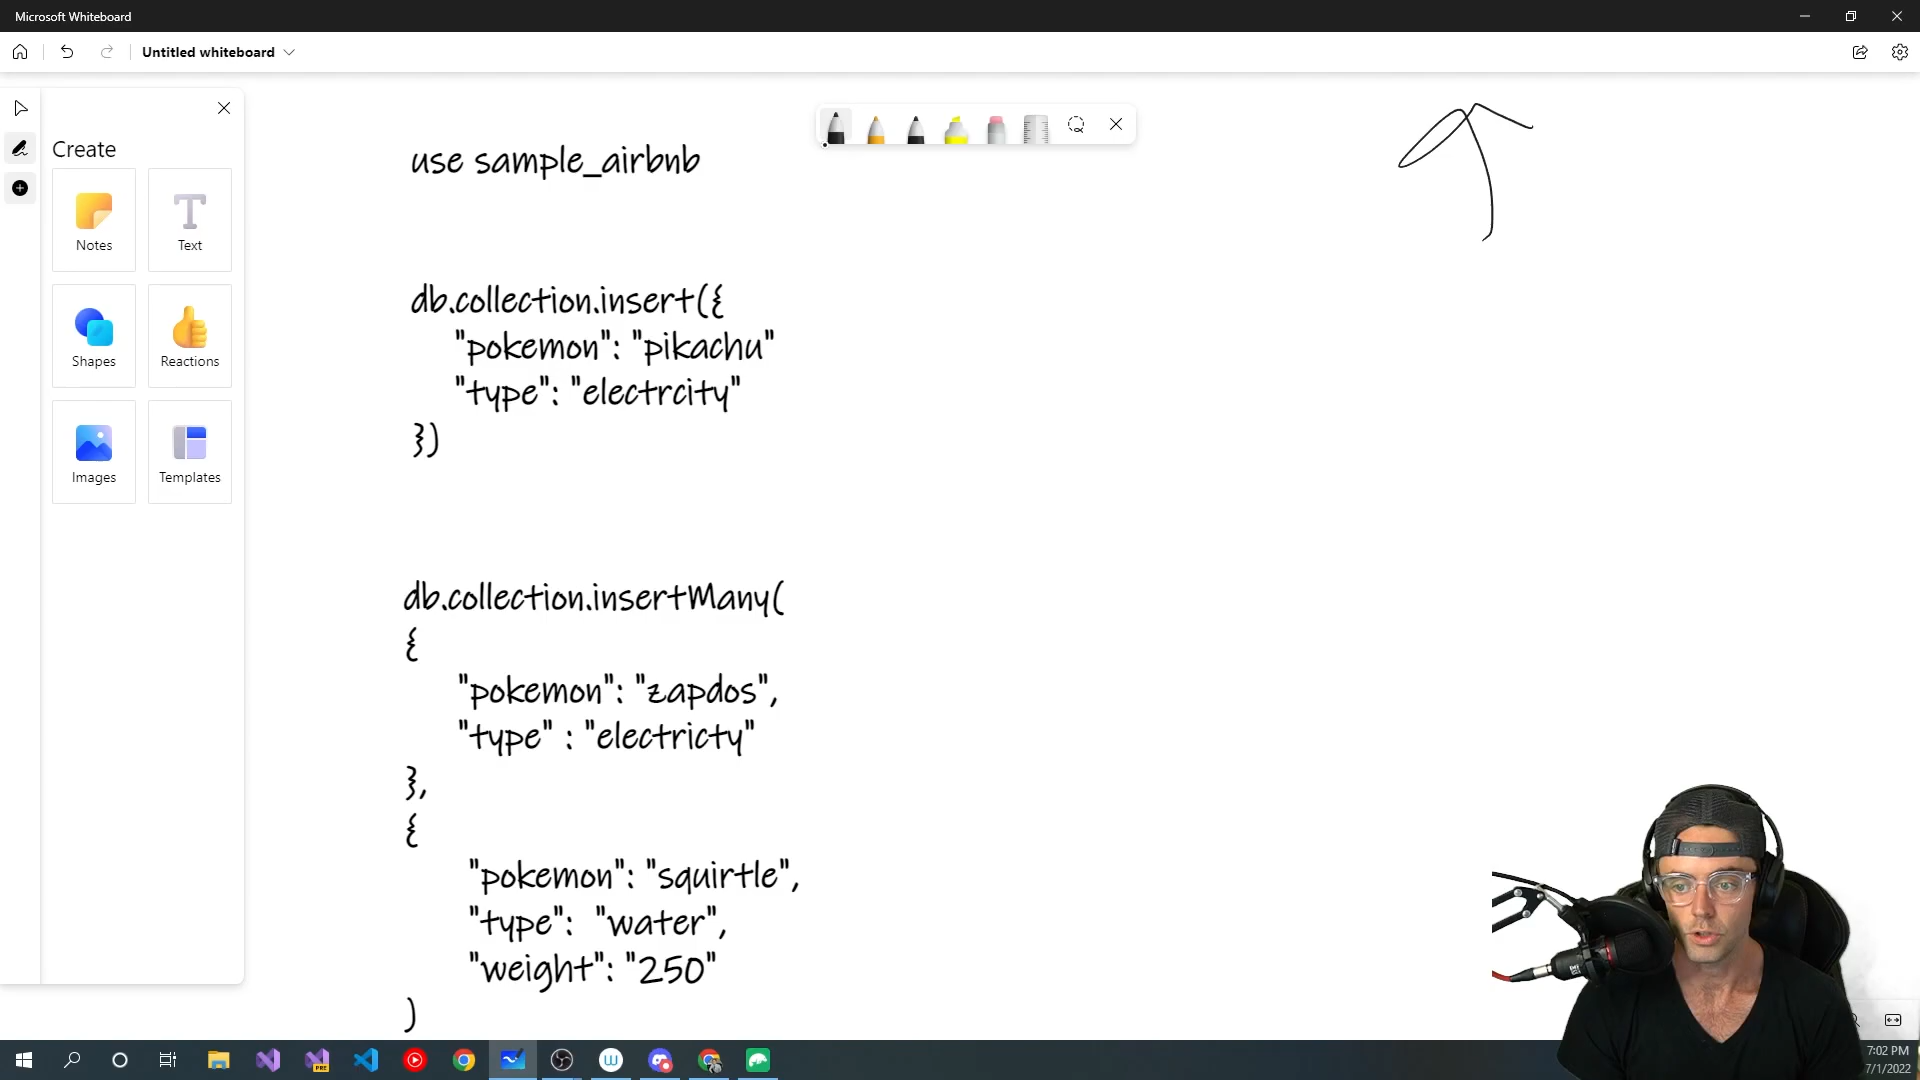 Microsoft Whiteboard
Untitled whiteboard
Create
Notes
Text
Shapes
Reactions
Images
Templates
use sample_airbnb
db.collection.insert({
"pokemon": "pikachu"
"type": "electrcity"
})
db.collection.insertMany(
{
"pokemon": "zapdos",
"type" : "electricty"
},
{
"pokemon": "squirtle",
"type": "water",
"weight": "250"
)
PRE
W
7:02 PM
7/1/2022